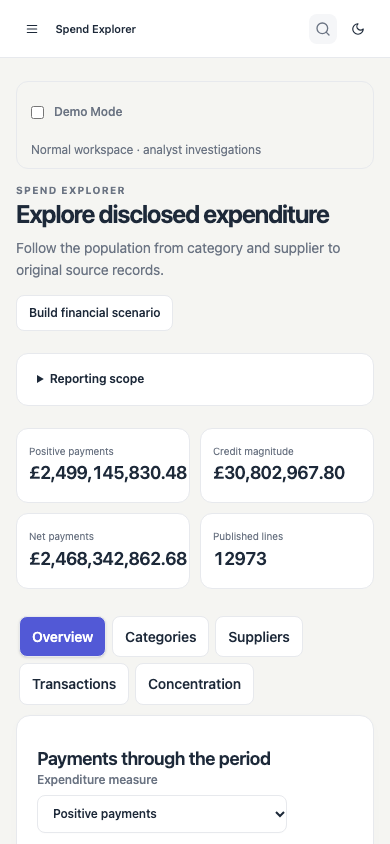 Spend Explorer
Demo Mode
Normal workspace · analyst investigations
SPEND EXPLORER
Explore disclosed expenditure
Follow the population from category and supplier to
original source records.
Build financial scenario
Reporting scope
Positive payments
£2,499,145,830.48
Credit magnitude
£30,802,967.80
Net payments
£2,468,342,862.68
Published lines
12973
Overview
Categories
Suppliers
Transactions
Concentration
Payments through the period
Expenditure measure
Positive payments